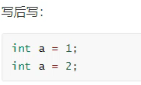 写后写:
int a = 1;
int a = 2;